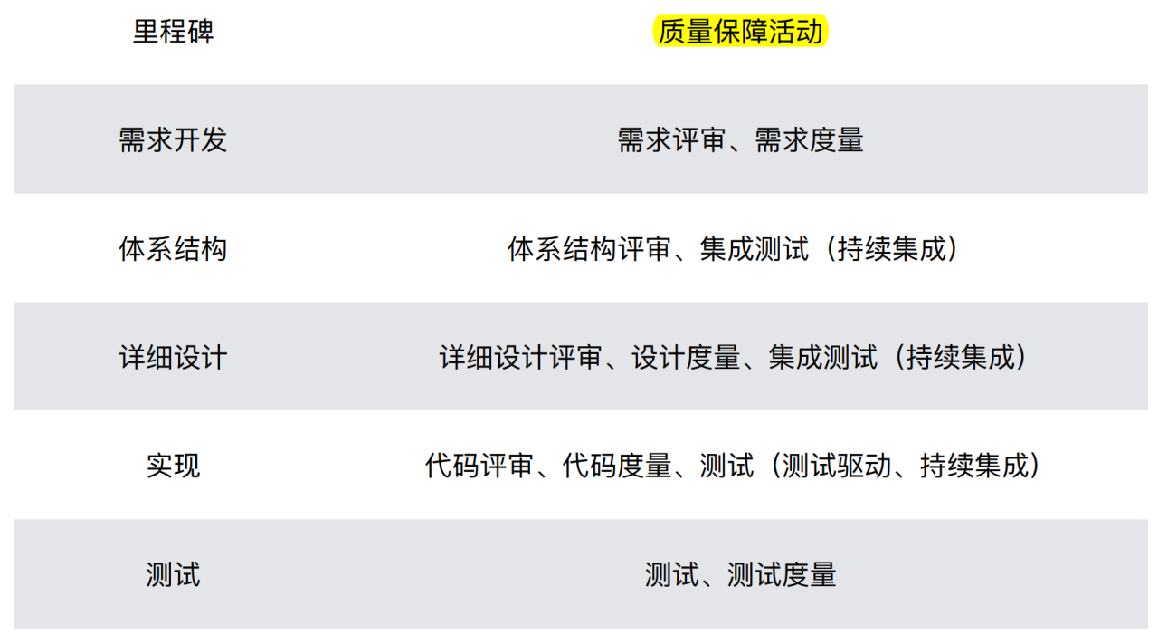 里程碑 质量保障活动
需求开发 需求评审、需求度量
体系结构 体系结构评审、集成测试（持续集成）
详细设计 详细设计评审、设计度量、集成测试（持续集成）
实现 代码评审、代码度量、测试（测试驱动、持续集成）
测试 测试、测试度量